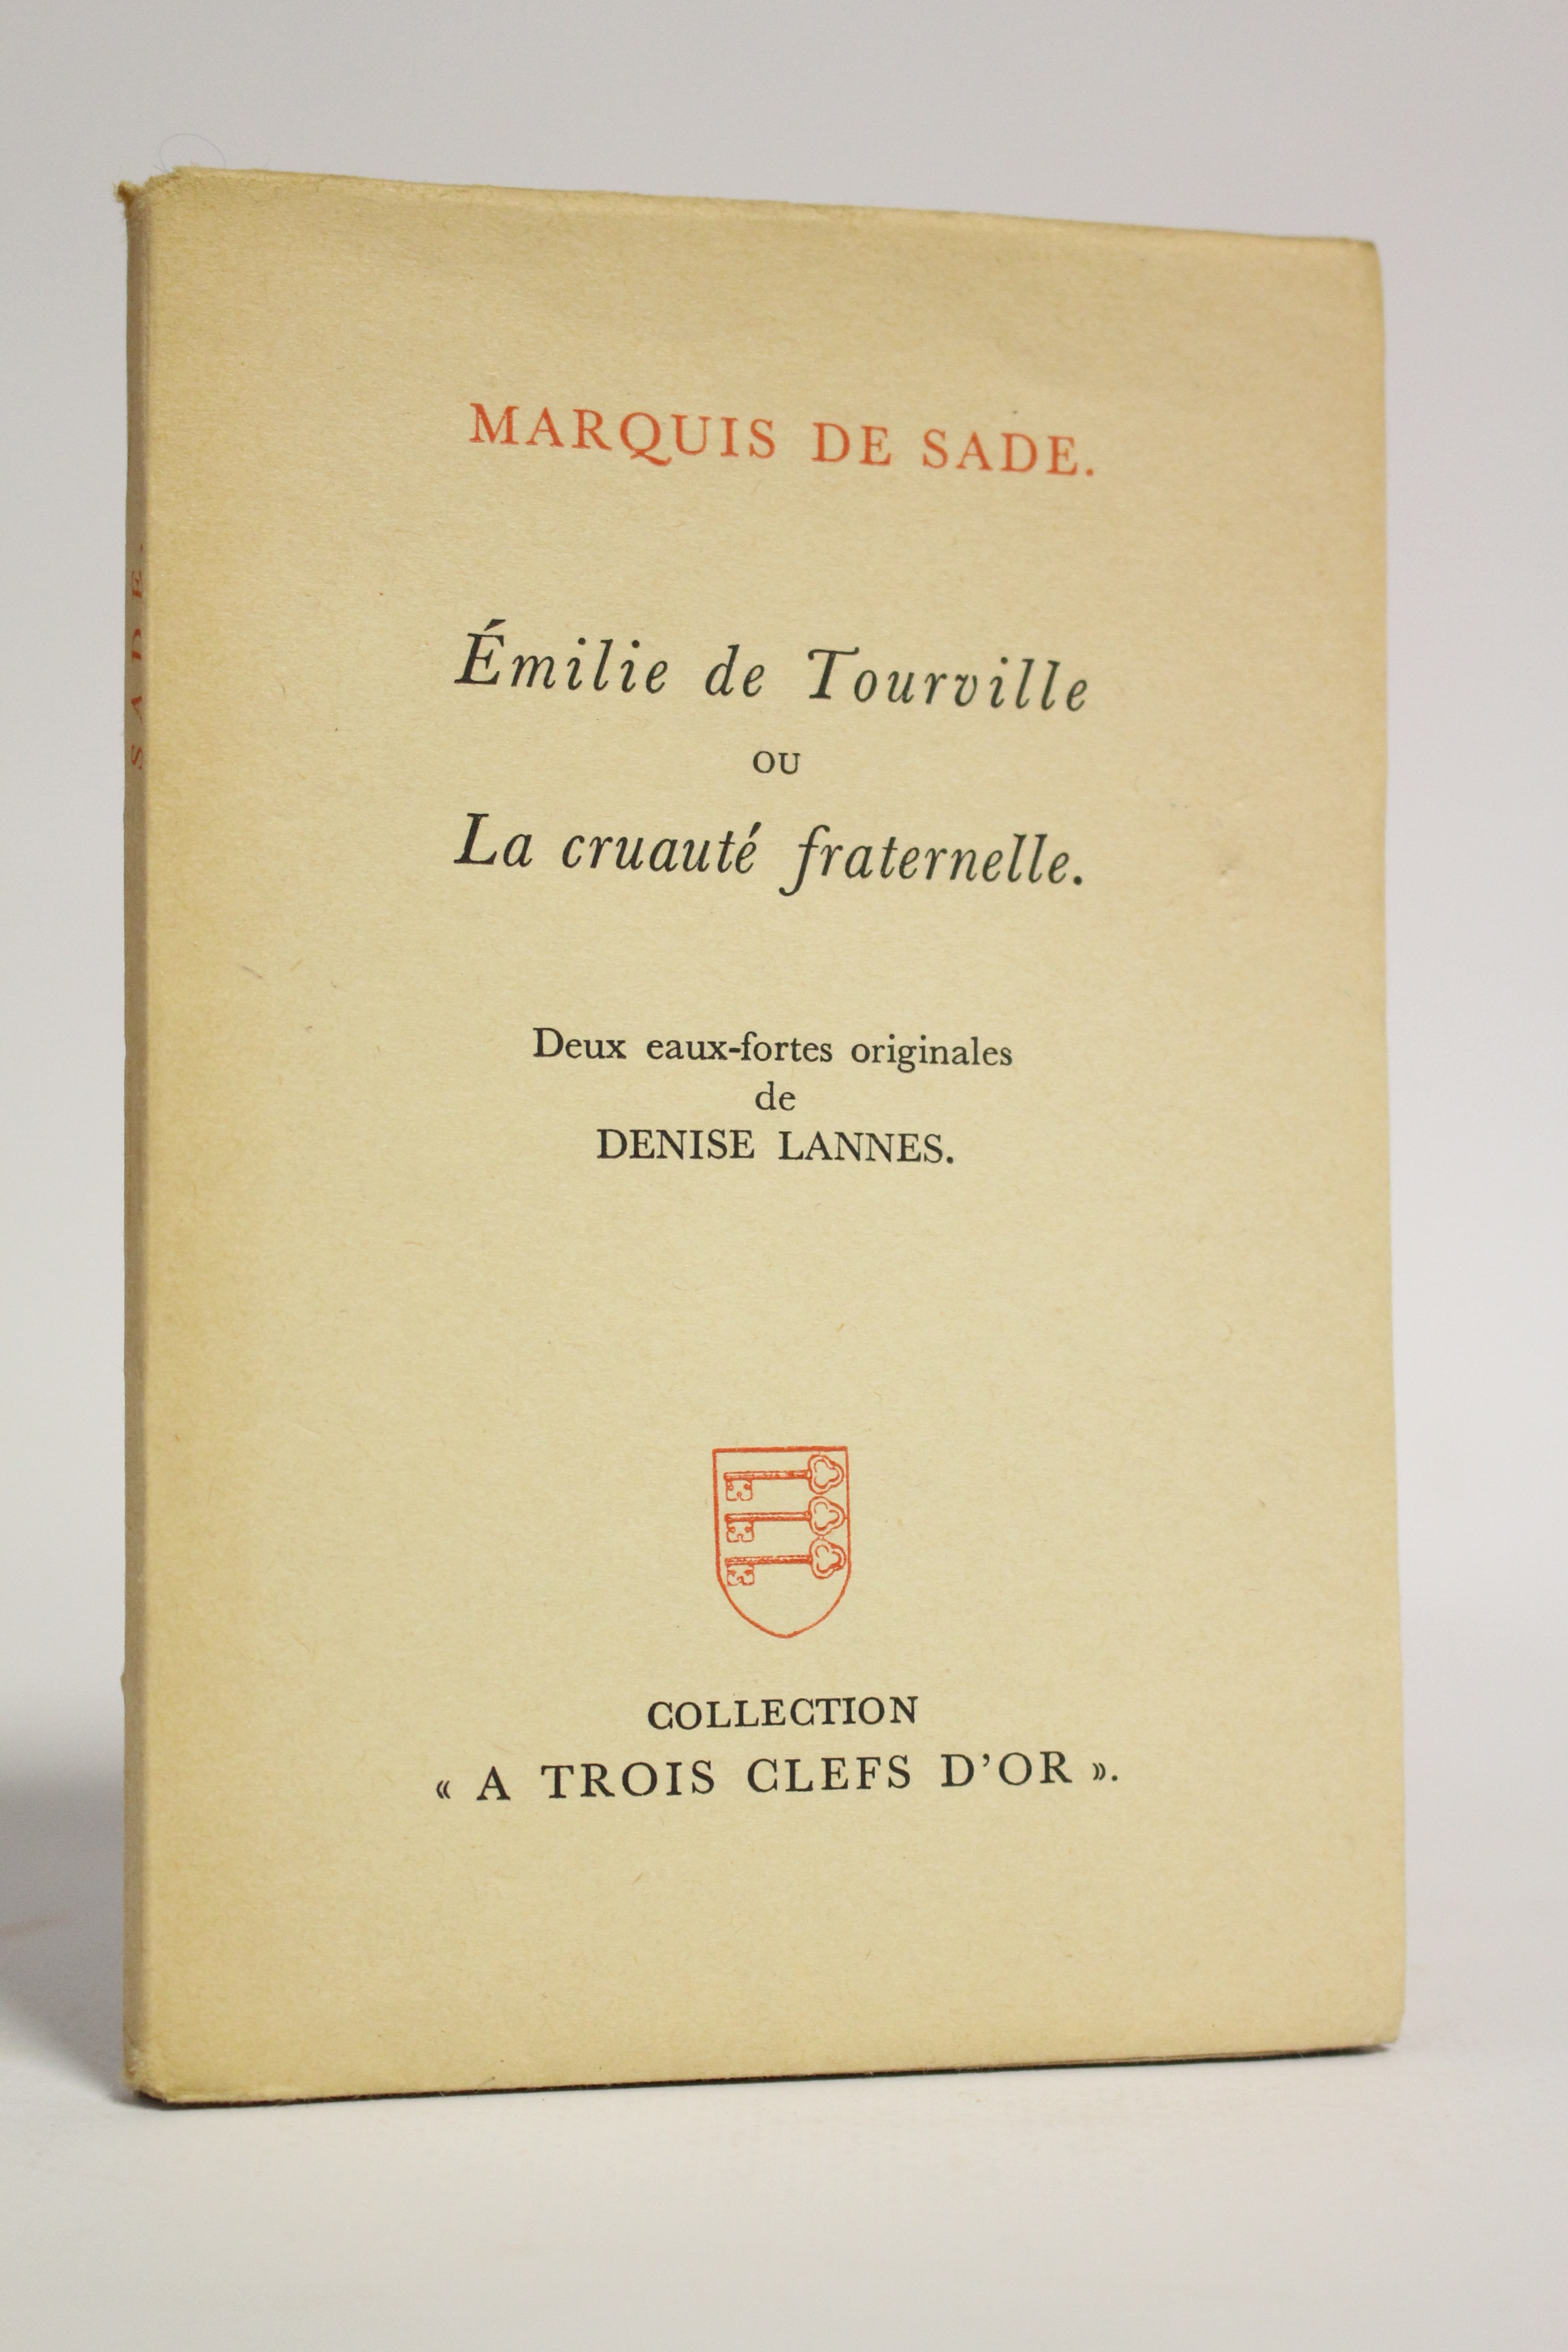 MARQUIS DE SADE.
Émilie de Tourville
OU
La cruauté fraternelle.
Deux eaux-fortes originales
de
DENISE LANNES.
COLLECTION
« A TROIS CLEFS D'OR ».
SADE.